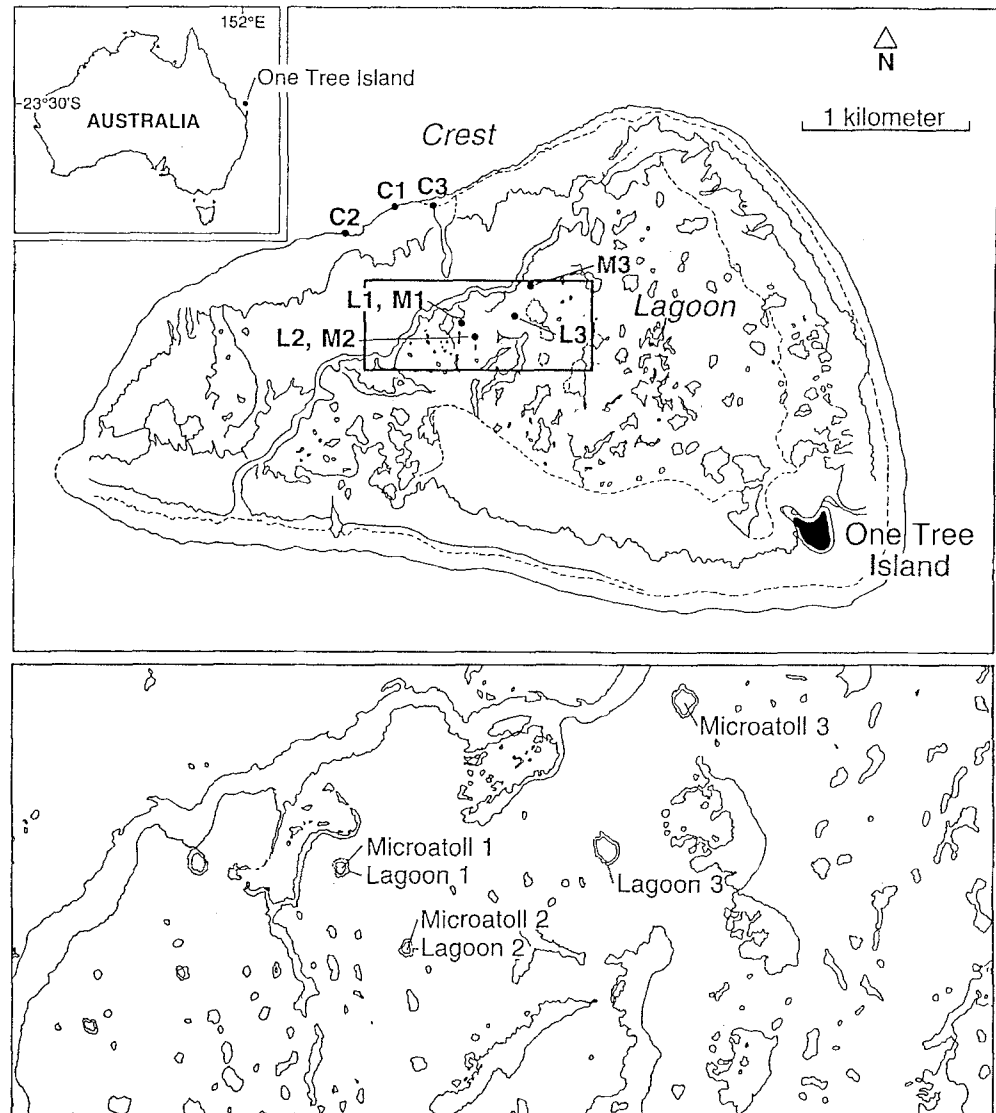 152°E
One Tree Island
23°30'S
AUSTRALIA
N
1 kilometer
Crest
C1 C3
C2
M3
L1, M1
Lagoon
L2, M2
L3
One Tree
Island
Microatoll 3
Microatoll 1
Lagoon 1
Lagoon 3
Microatoll 2
Lagoon 2